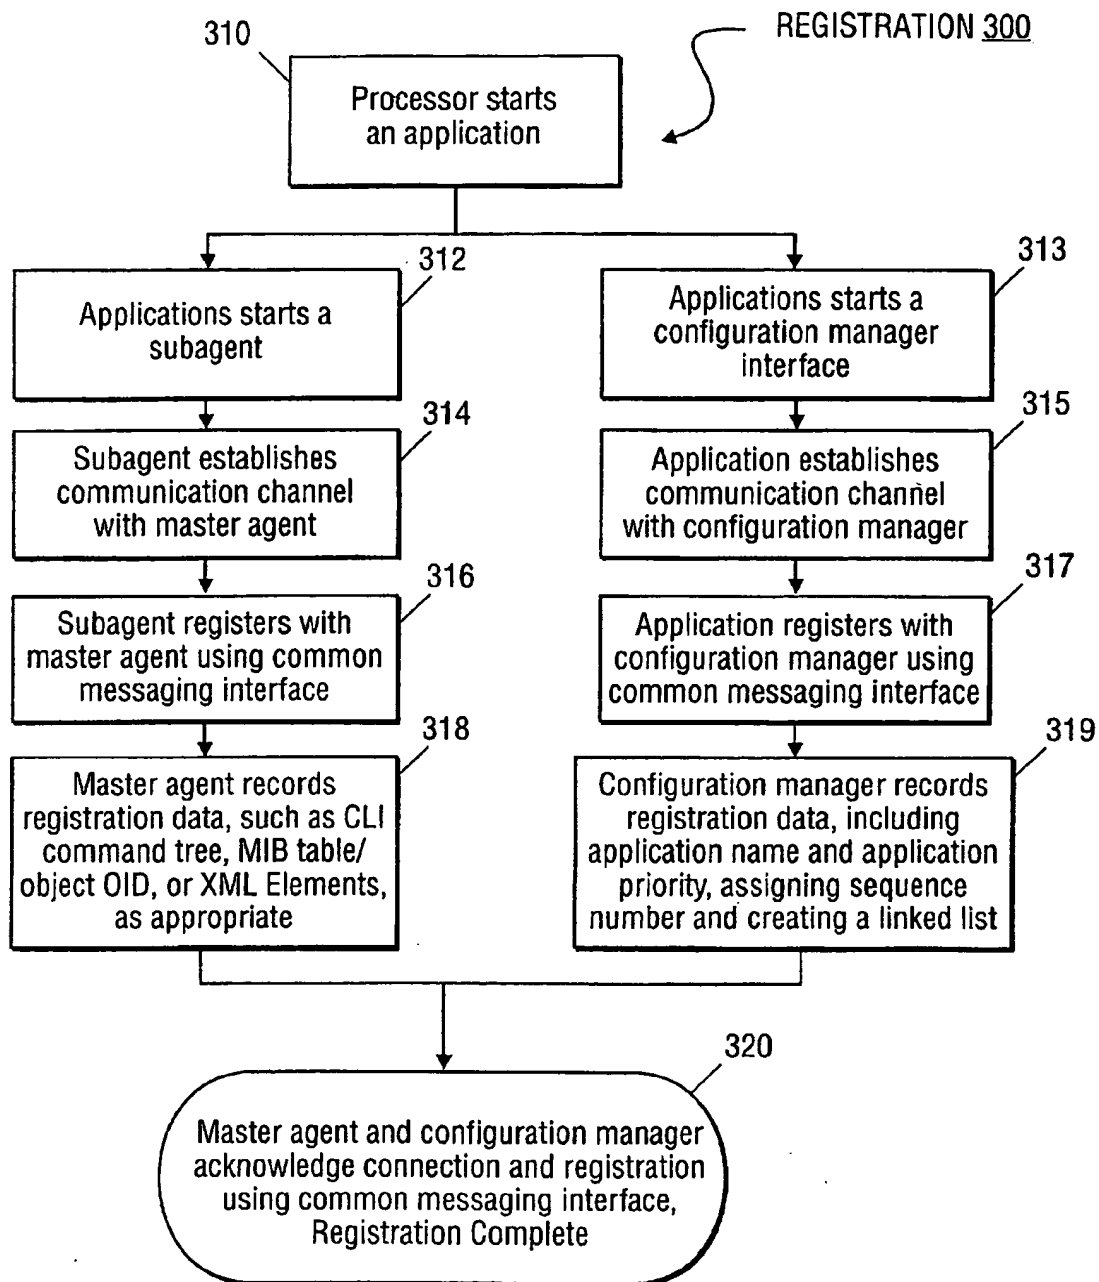 REGISTRATION 300
310
Processor starts
an application
312
Applications starts a
subagent
313
Applications starts a
configuration manager
interface
314
Subagent establishes
communication channel
with master agent
315
Application establishes
communication channel
with configuration manager
316
Subagent registers with
master agent using common
messaging interface
317
Application registers with
configuration manager using
common messaging interface
318
Master agent records
registration data, such as CLI
command tree, MIB table/
object OID, or XML Elements,
as appropriate
319
Configuration manager records
registration data, including
application name and application
priority, assigning sequence
number and creating a linked list
320
Master agent and configuration manager
acknowledge connection and registration
using common messaging interface,
Registration Complete